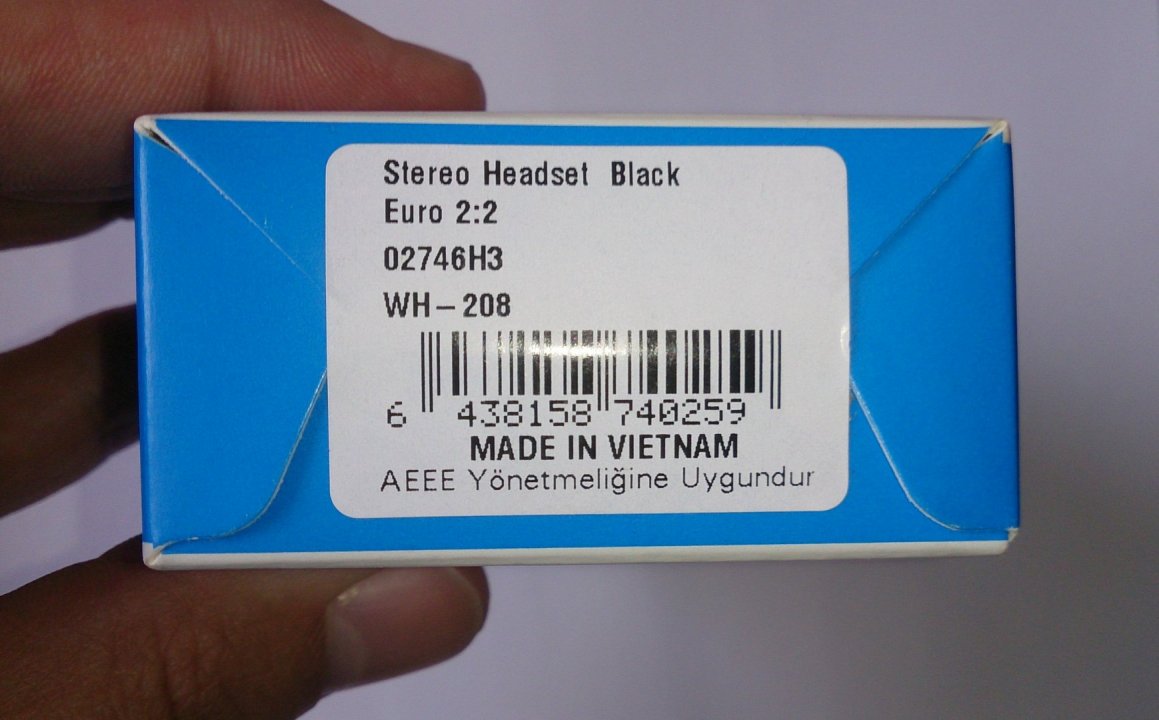 Stereo Headset Black
Euro 2:2
02746H3
WH-208
6 438158 740259
MADE IN VIETNAM
AEEE Yönetmeliğine Uygundur